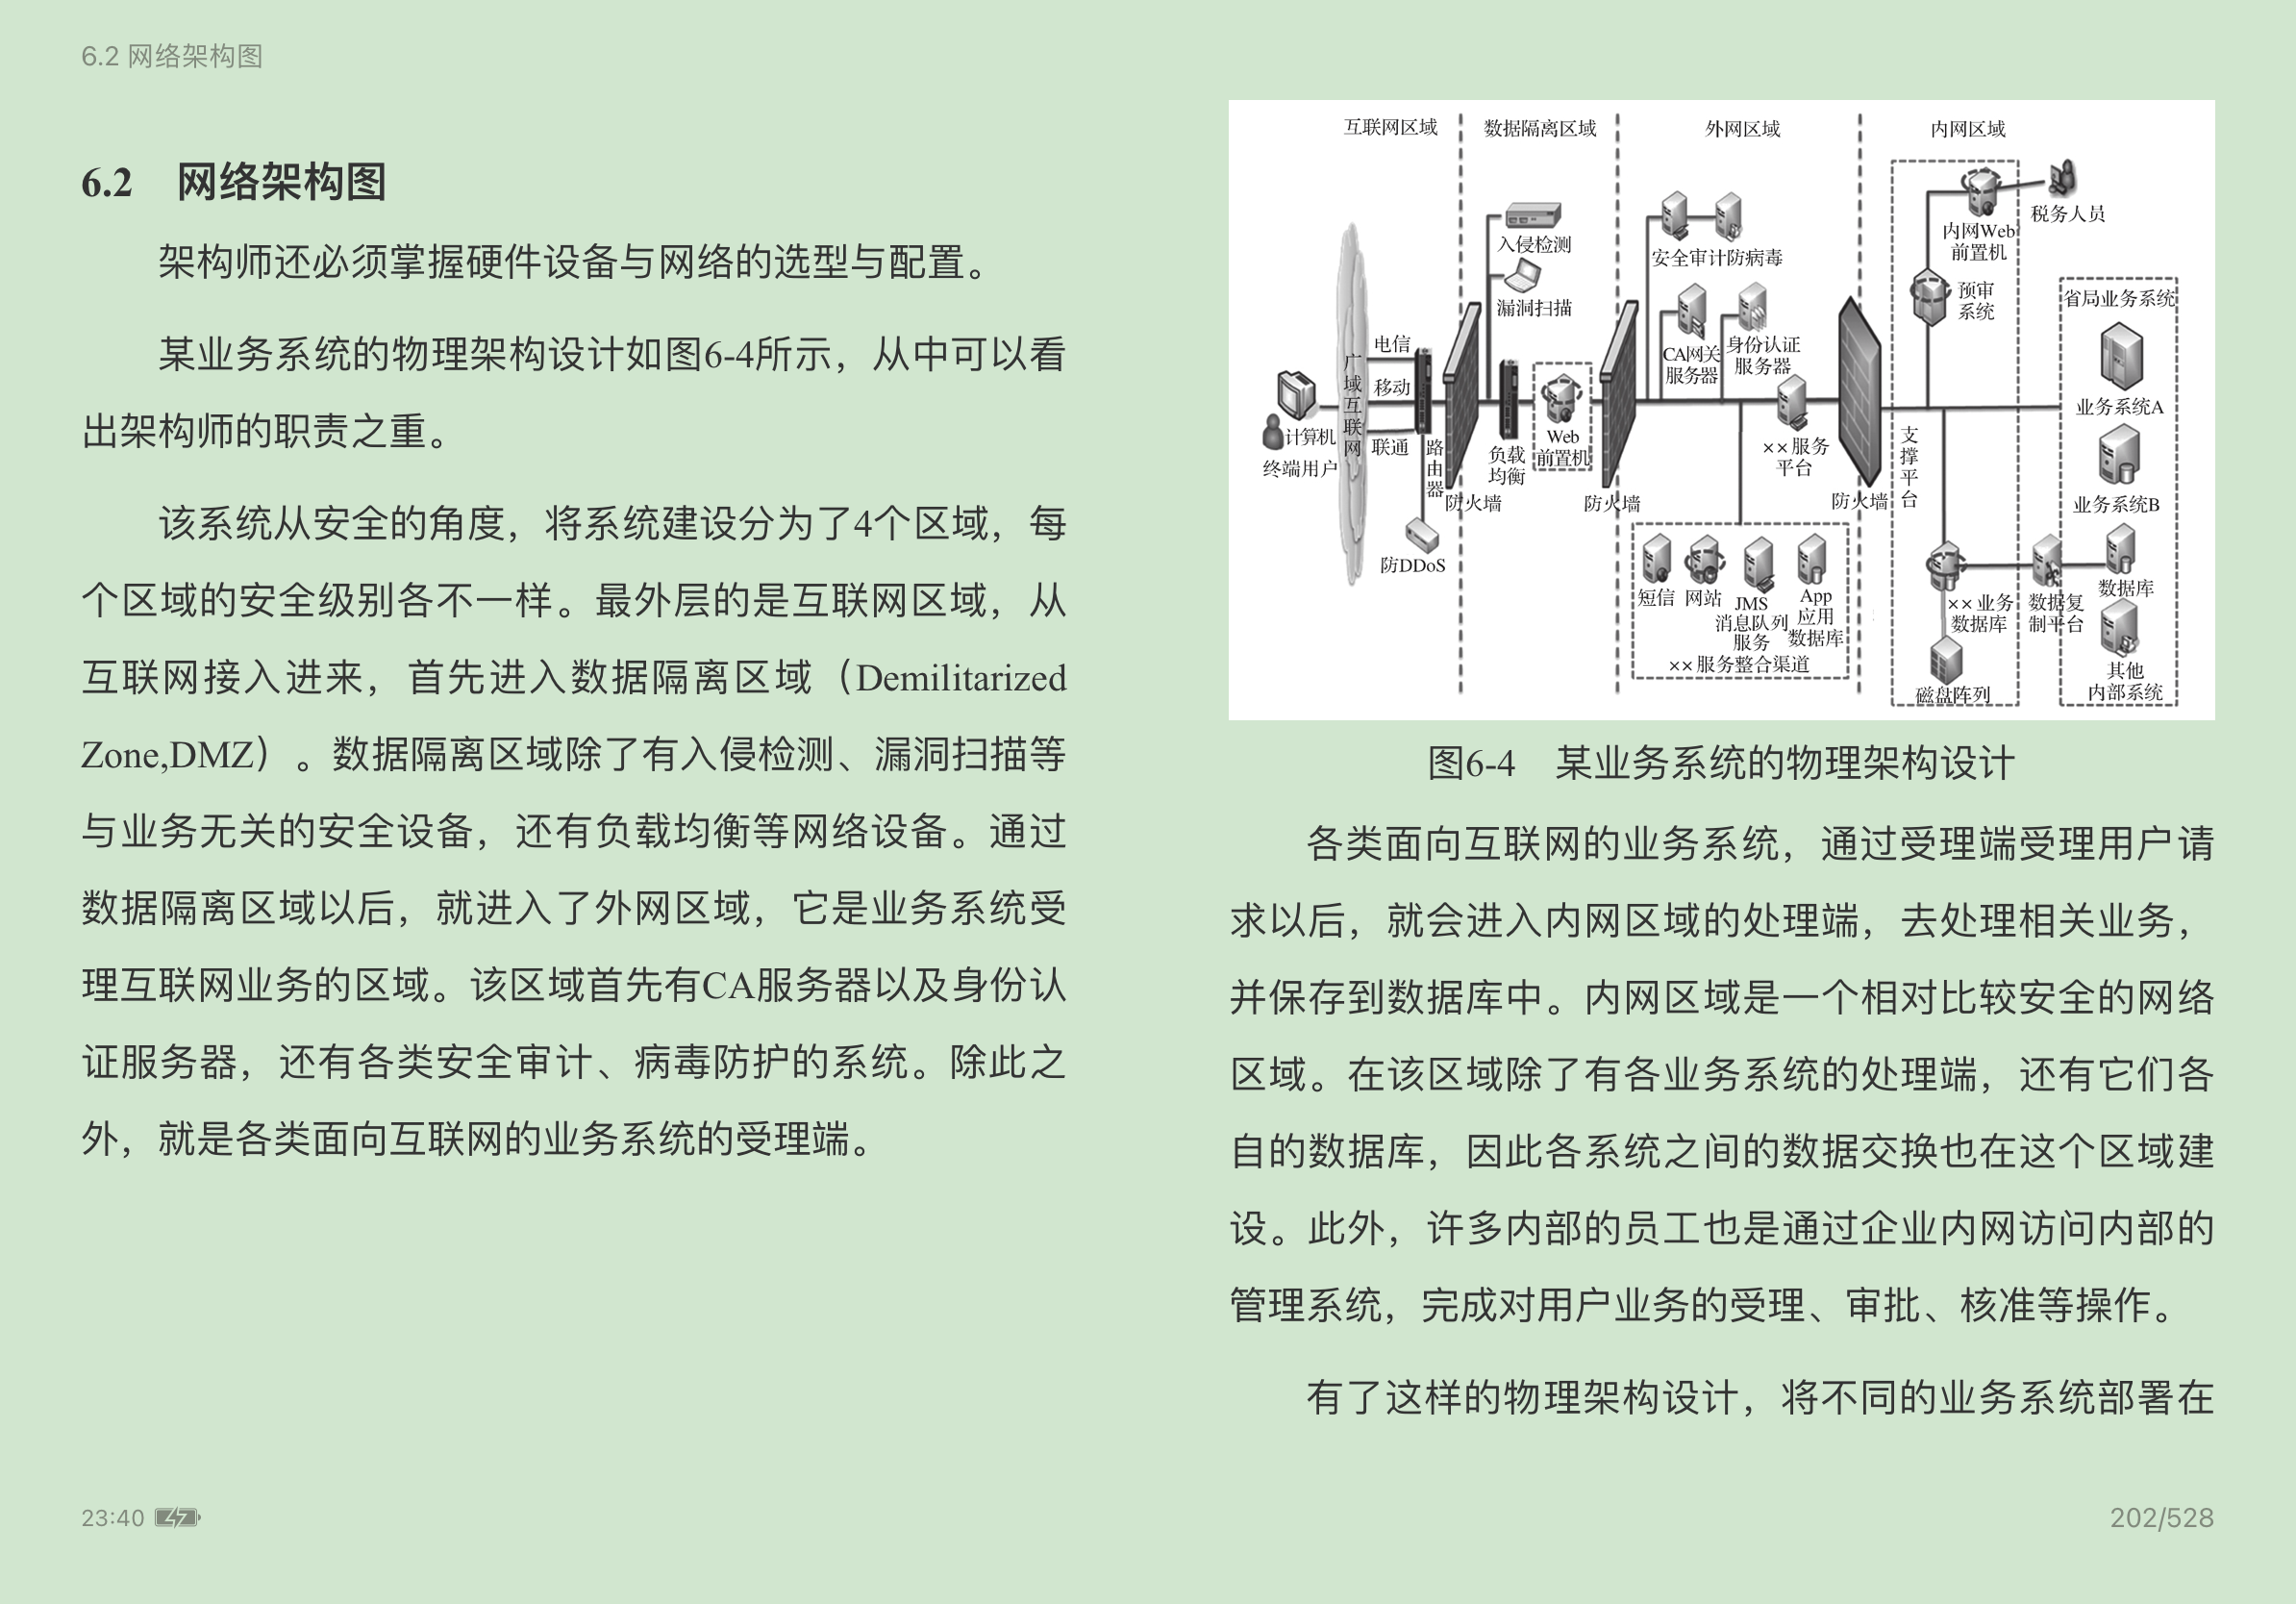 6.2 网络架构图
6.2 网络架构图
架构师还必须掌握硬件设备与网络的选型与配置。
某业务系统的物理架构设计如图6-4所示，从中可以看
出架构师的职责之重。
该系统从安全的角度，将系统建设分为了4个区域，每
个区域的安全级别各不一样。最外层的是互联网区域，从
互联网接入进来，首先进入数据隔离区域（Demilitarized
Zone,DMZ）。数据隔离区域除了有入侵检测、漏洞扫描等
与业务无关的安全设备，还有负载均衡等网络设备。通过
数据隔离区域以后，就进入了外网区域，它是业务系统受
理互联网业务的区域。该区域首先有CA服务器以及身份认
证服务器，还有各类安全审计、病毒防护的系统。除此之
外，就是各类面向互联网的业务系统的受理端。
互联网区域
数据隔离区域
外网区域
内网区域
计算机
终端用户
广域互联网
电信
移动
联通
路由器
防DDoS
防火墙
入侵检测
漏洞扫描
负载
均衡
Web
前置机
防火墙
安全审计防病毒
CA网关
服务器
身份认证
服务器
××服务
平台
短信
网站
JMS
消息队列
服务
App
应用
数据库
××服务整合渠道
防火墙
支撑平台
内网Web
前置机
税务人员
预审
系统
省局业务系统
业务系统A
业务系统B
数据库
××业务
数据库
数据复
制平台
磁盘阵列
其他
内部系统
图6-4 某业务系统的物理架构设计
各类面向互联网的业务系统，通过受理端受理用户请
求以后，就会进入内网区域的处理端，去处理相关业务，
并保存到数据库中。内网区域是一个相对比较安全的网络
区域。在该区域除了有各业务系统的处理端，还有它们各
自的数据库，因此各系统之间的数据交换也在这个区域建
设。此外，许多内部的员工也是通过企业内网访问内部的
管理系统，完成对用户业务的受理、审批、核准等操作。
有了这样的物理架构设计，将不同的业务系统部署在
23:40
202/528